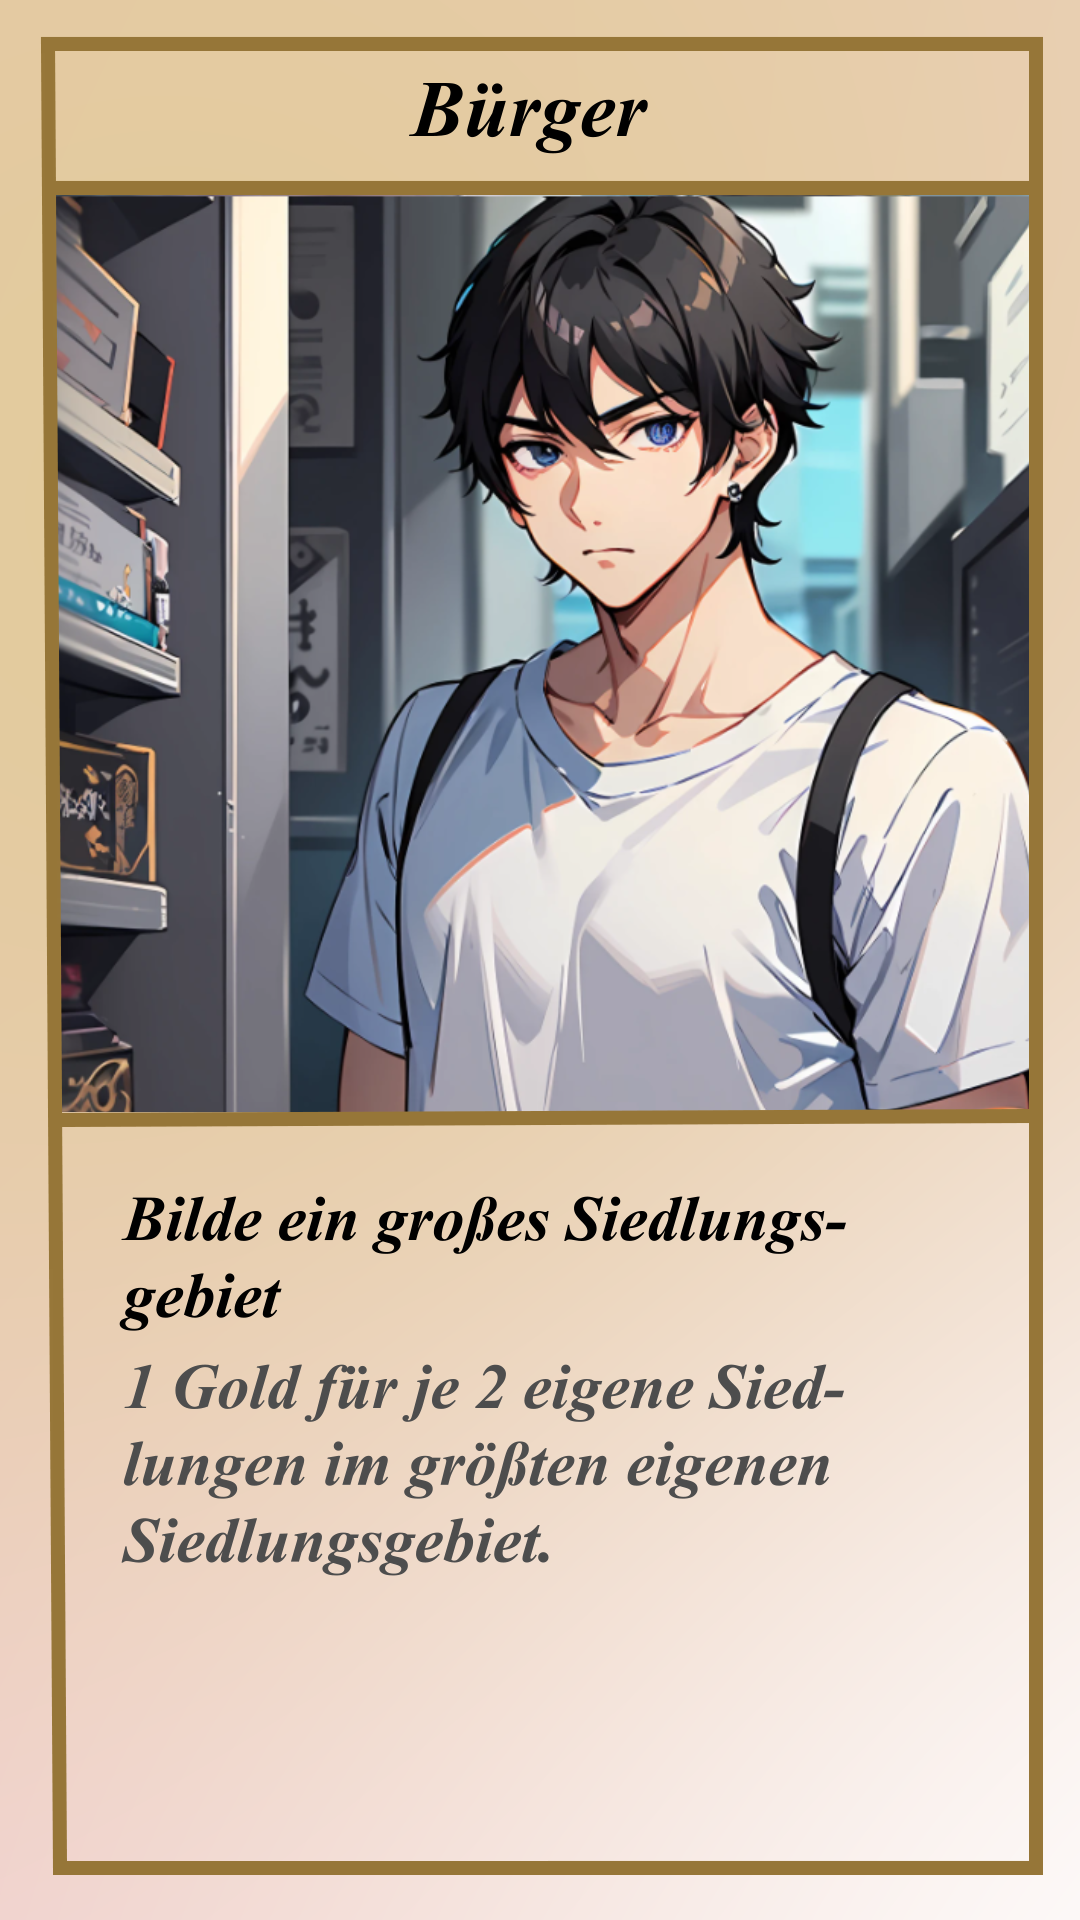 Bürger
Bilde ein großes Siedlungs-
gebiet
1 Gold für je 2 eigene Sied-
lungen im größten eigenen
Siedlungsgebiet.